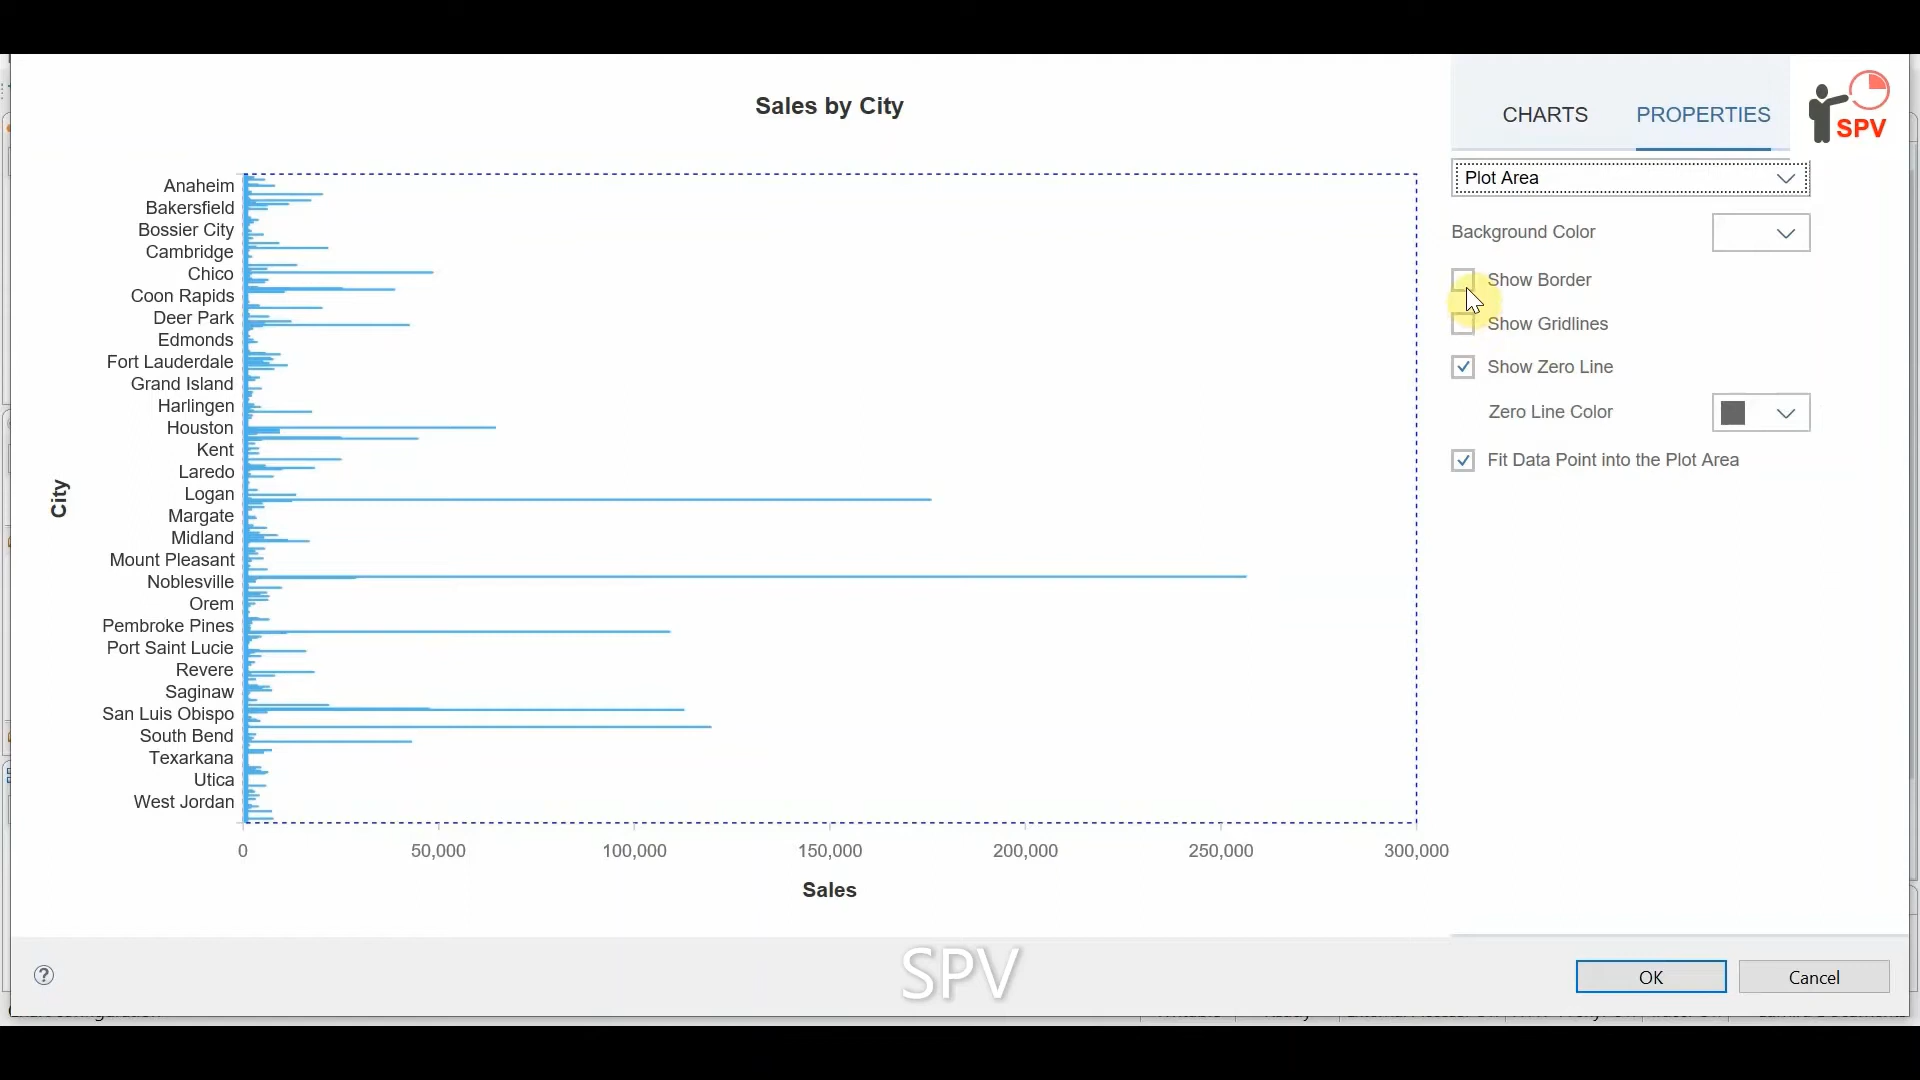 Sales by City
CHARTS
PROPERTIES
SPV
Plot Area
Background Color
Show Border
Show Gridlines
Show Zero Line
Zero Line Color
Fit Data Point into the Plot Area
City
Anaheim
Bakersfield
Bossier City
Cambridge
Chico
Coon Rapids
Deer Park
Edmonds
Fort Lauderdale
Grand Island
Harlingen
Houston
Kent
Laredo
Logan
Margate
Midland
Mount Pleasant
Noblesville
Orem
Pembroke Pines
Port Saint Lucie
Revere
Saginaw
San Luis Obispo
South Bend
Texarkana
Utica
West Jordan
0 50,000 100,000 150,000 200,000 250,000 300,000
Sales
?
SPV
OK
Cancel